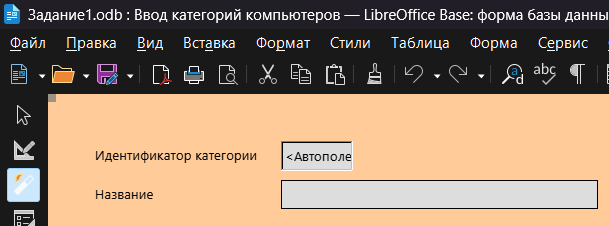 Задание1.odb : Ввод категорий компьютеров — LibreOffice Base: форма базы данны
Файл Правка Вид Вставка Формат Стили Таблица Форма Сервис
Идентификатор категории <Автополе
Название